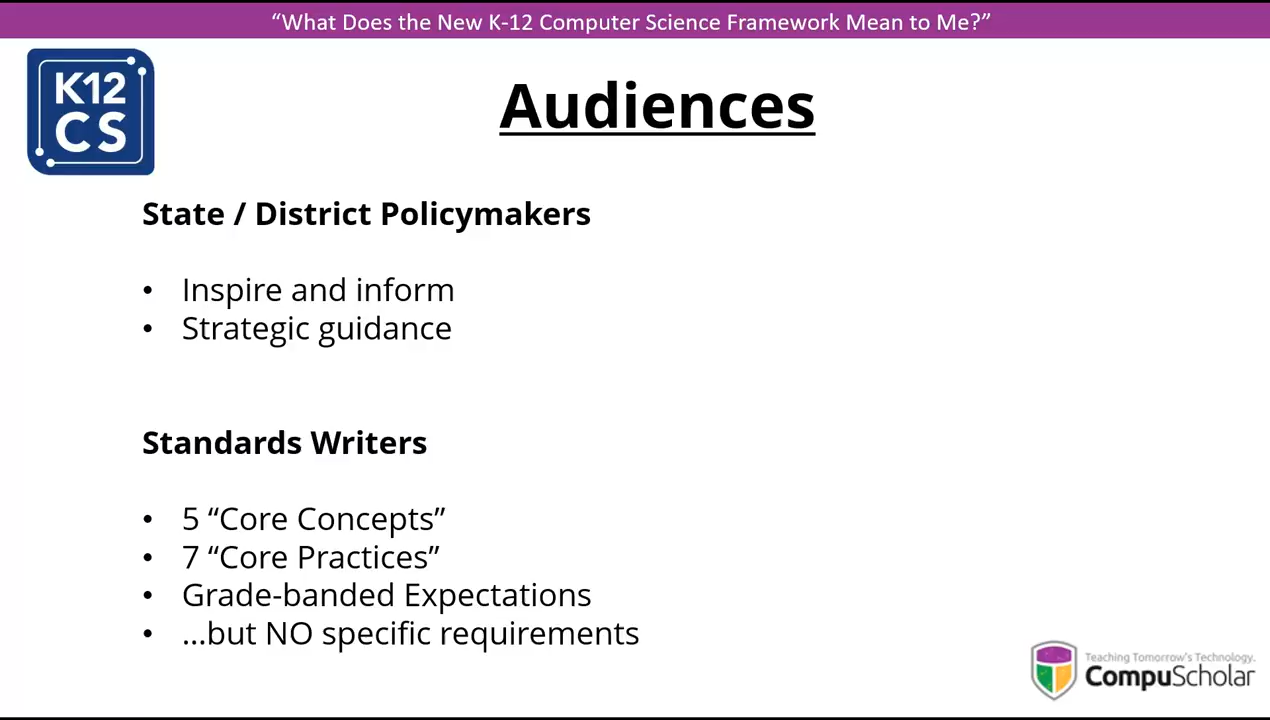 “What Does the New K-12 Computer Science Framework Mean to Me?”
K12
CS
Audiences
State / District Policymakers
• Inspire and inform
• Strategic guidance
Standards Writers
• 5 “Core Concepts”
• 7 “Core Practices”
• Grade-banded Expectations
• ...but NO specific requirements
Teaching Tomorrow's Technology.
CompuScholar